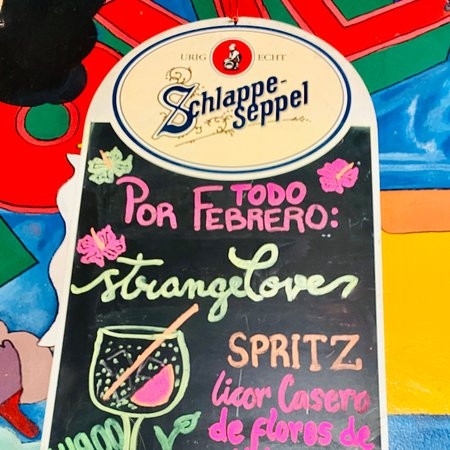 URIG ECHT
Schlappe-
Seppel
POR TODO
FEBRERO:
strangeLove
SPRITZ
licor Casero
de flores de